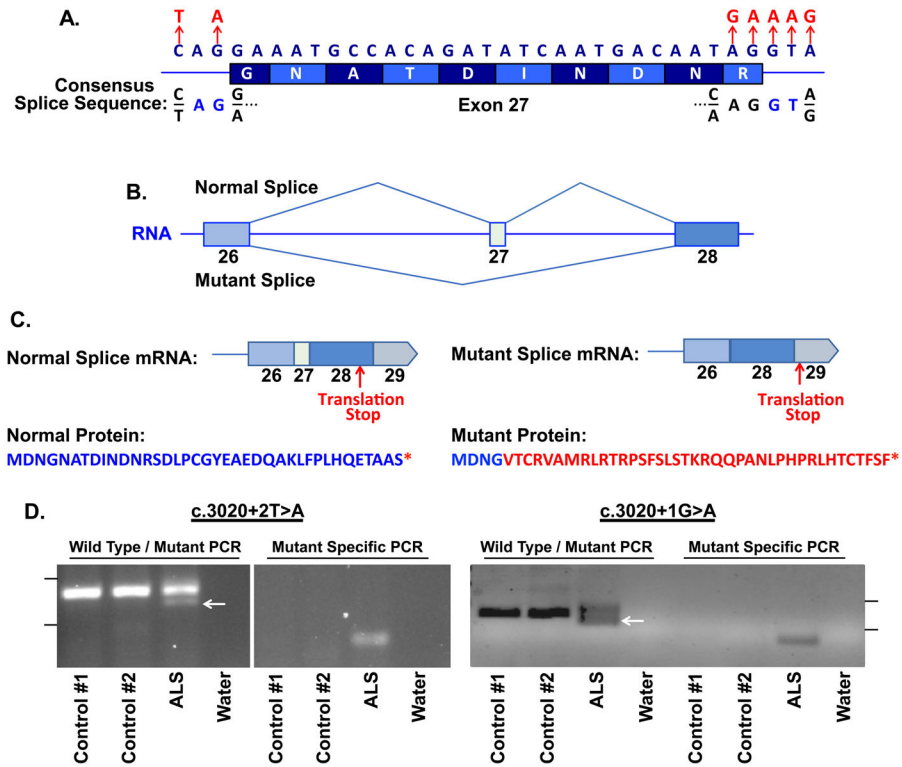 A.
T A G A A A G
C A G G A A A T G C C A C A G A T A T C A A T G A C A A T A G G T A
G N A T D I N D N R
Consensus
Splice Sequence:
C/T A G G/A ... Exon 27 ... C/A A G G T A/G
B.
Normal Splice
RNA
26 27 28
Mutant Splice
C.
Normal Splice mRNA:
26 27 28 29
Translation
Stop
Normal Protein:
MDNGNATDINDNRSDLPCGYEAEDQAKLFPLHQETAAS*
Mutant Splice mRNA:
26 28 29
Translation
Stop
Mutant Protein:
MDNGVTCRVAMRLRTRPSFSLSTKRQQPANLPHPRLHTCTFSF*
D.
c.3020+2T>A
Wild Type / Mutant PCR Mutant Specific PCR
Control #1 Control #2 ALS Water Control #1 Control #2 ALS Water
c.3020+1G>A
Wild Type / Mutant PCR Mutant Specific PCR
Control #1 Control #2 ALS Water Control #1 Control #2 ALS Water